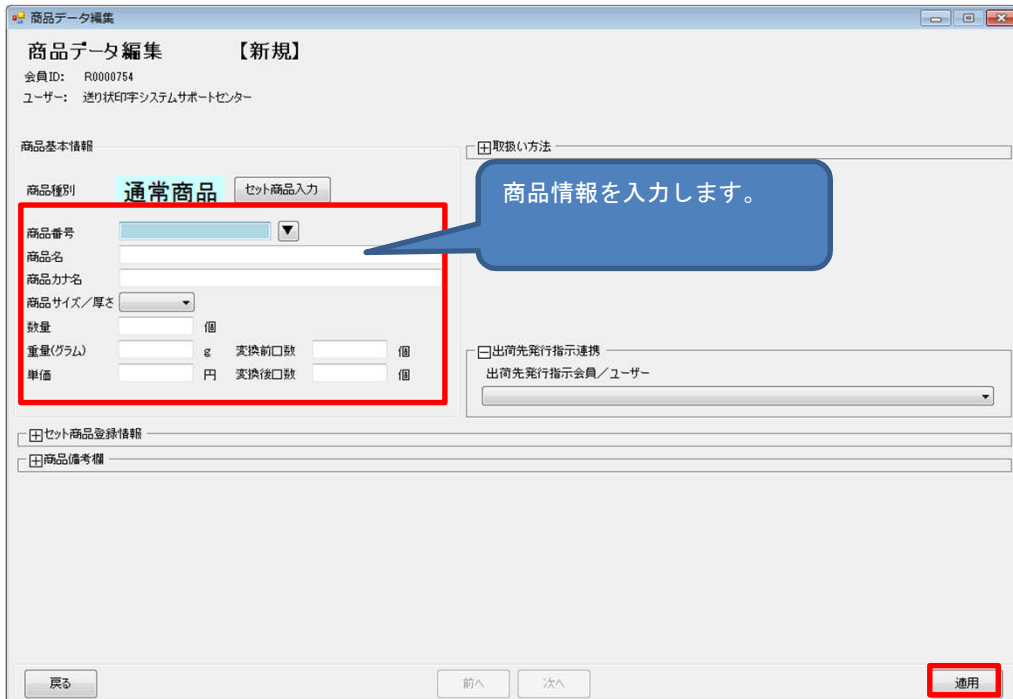 商品データ編集
商品データ編集 【新規】
会員ID: R0000754
ユーザー: 送り状印字システムサポートセンター
商品基本情報
取扱い方法
商品種別 通常商品 セット商品入力
商品情報を入力します。
商品番号 ▼
商品名
商品カナ名
商品サイズ/厚さ
数量 個
重量(グラム) g 変換前口数 個
単価 円 変換後口数 個
出荷先発行指示連携
出荷先発行指示会員/ユーザー
セット商品登録情報
商品備考欄
戻る 前へ 次へ 適用